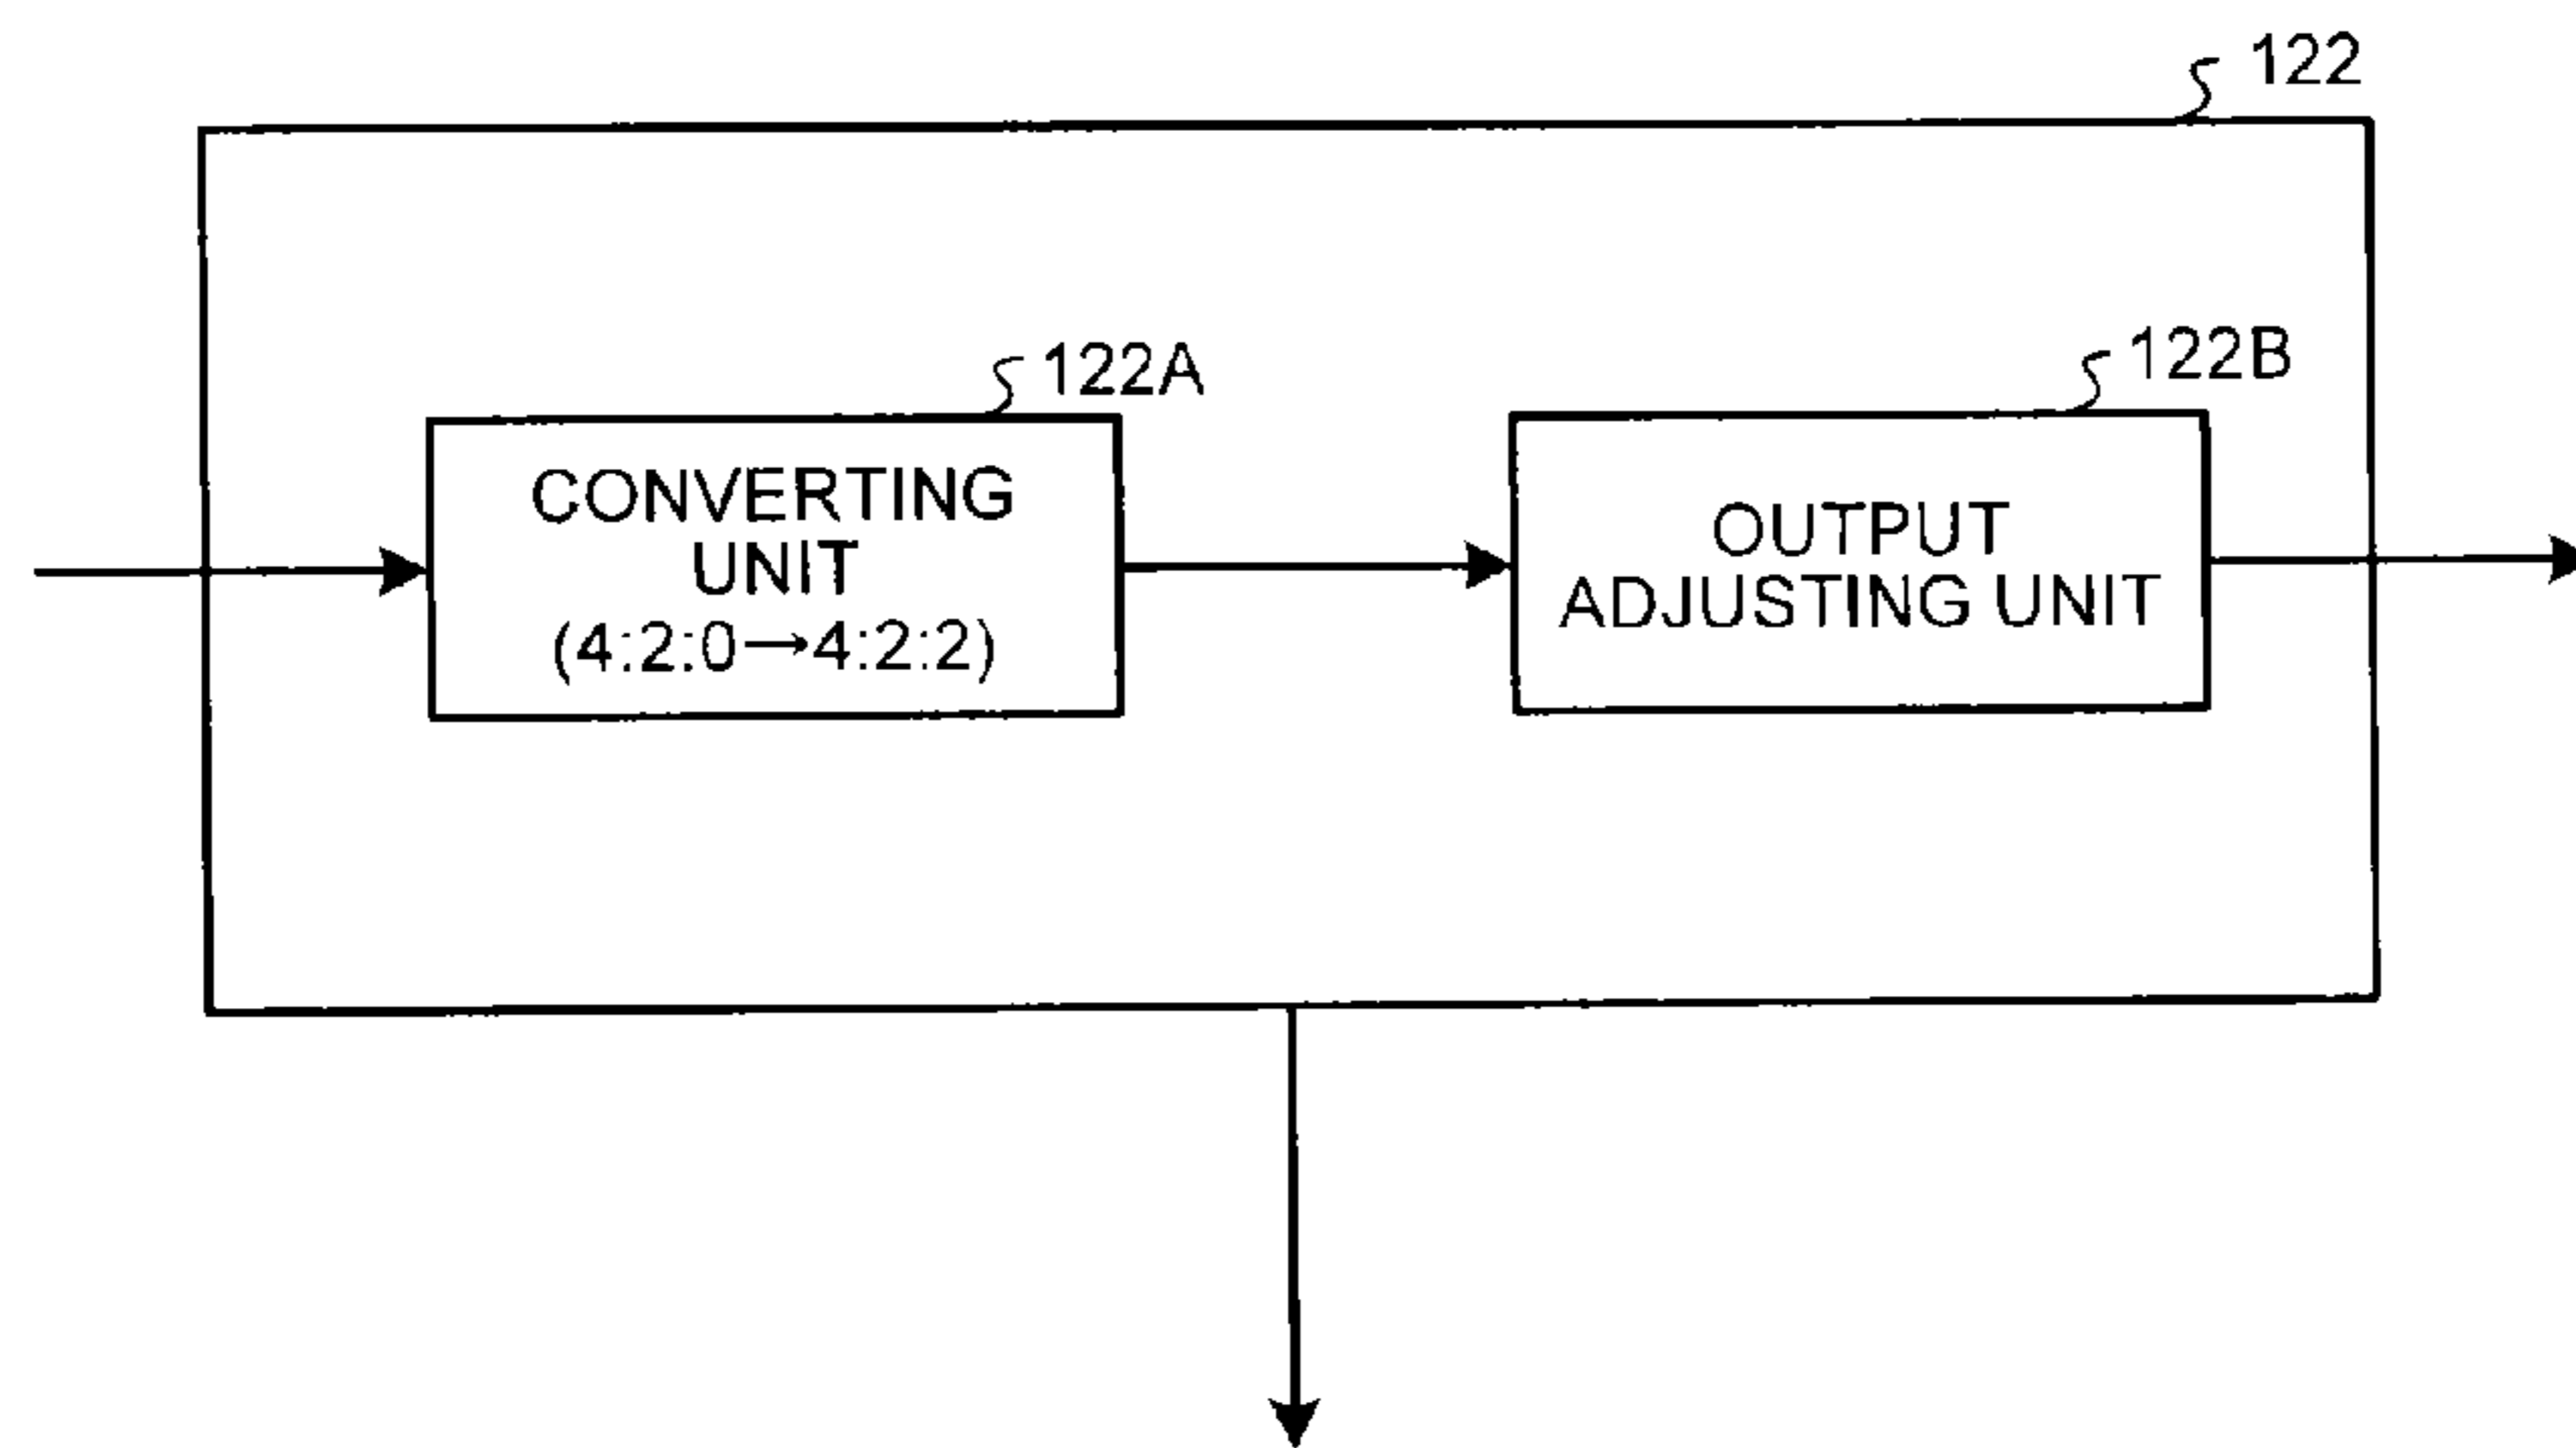 122
122A
122B
CONVERTING
UNIT
(4:2:0→4:2:2)
OUTPUT
ADJUSTING UNIT